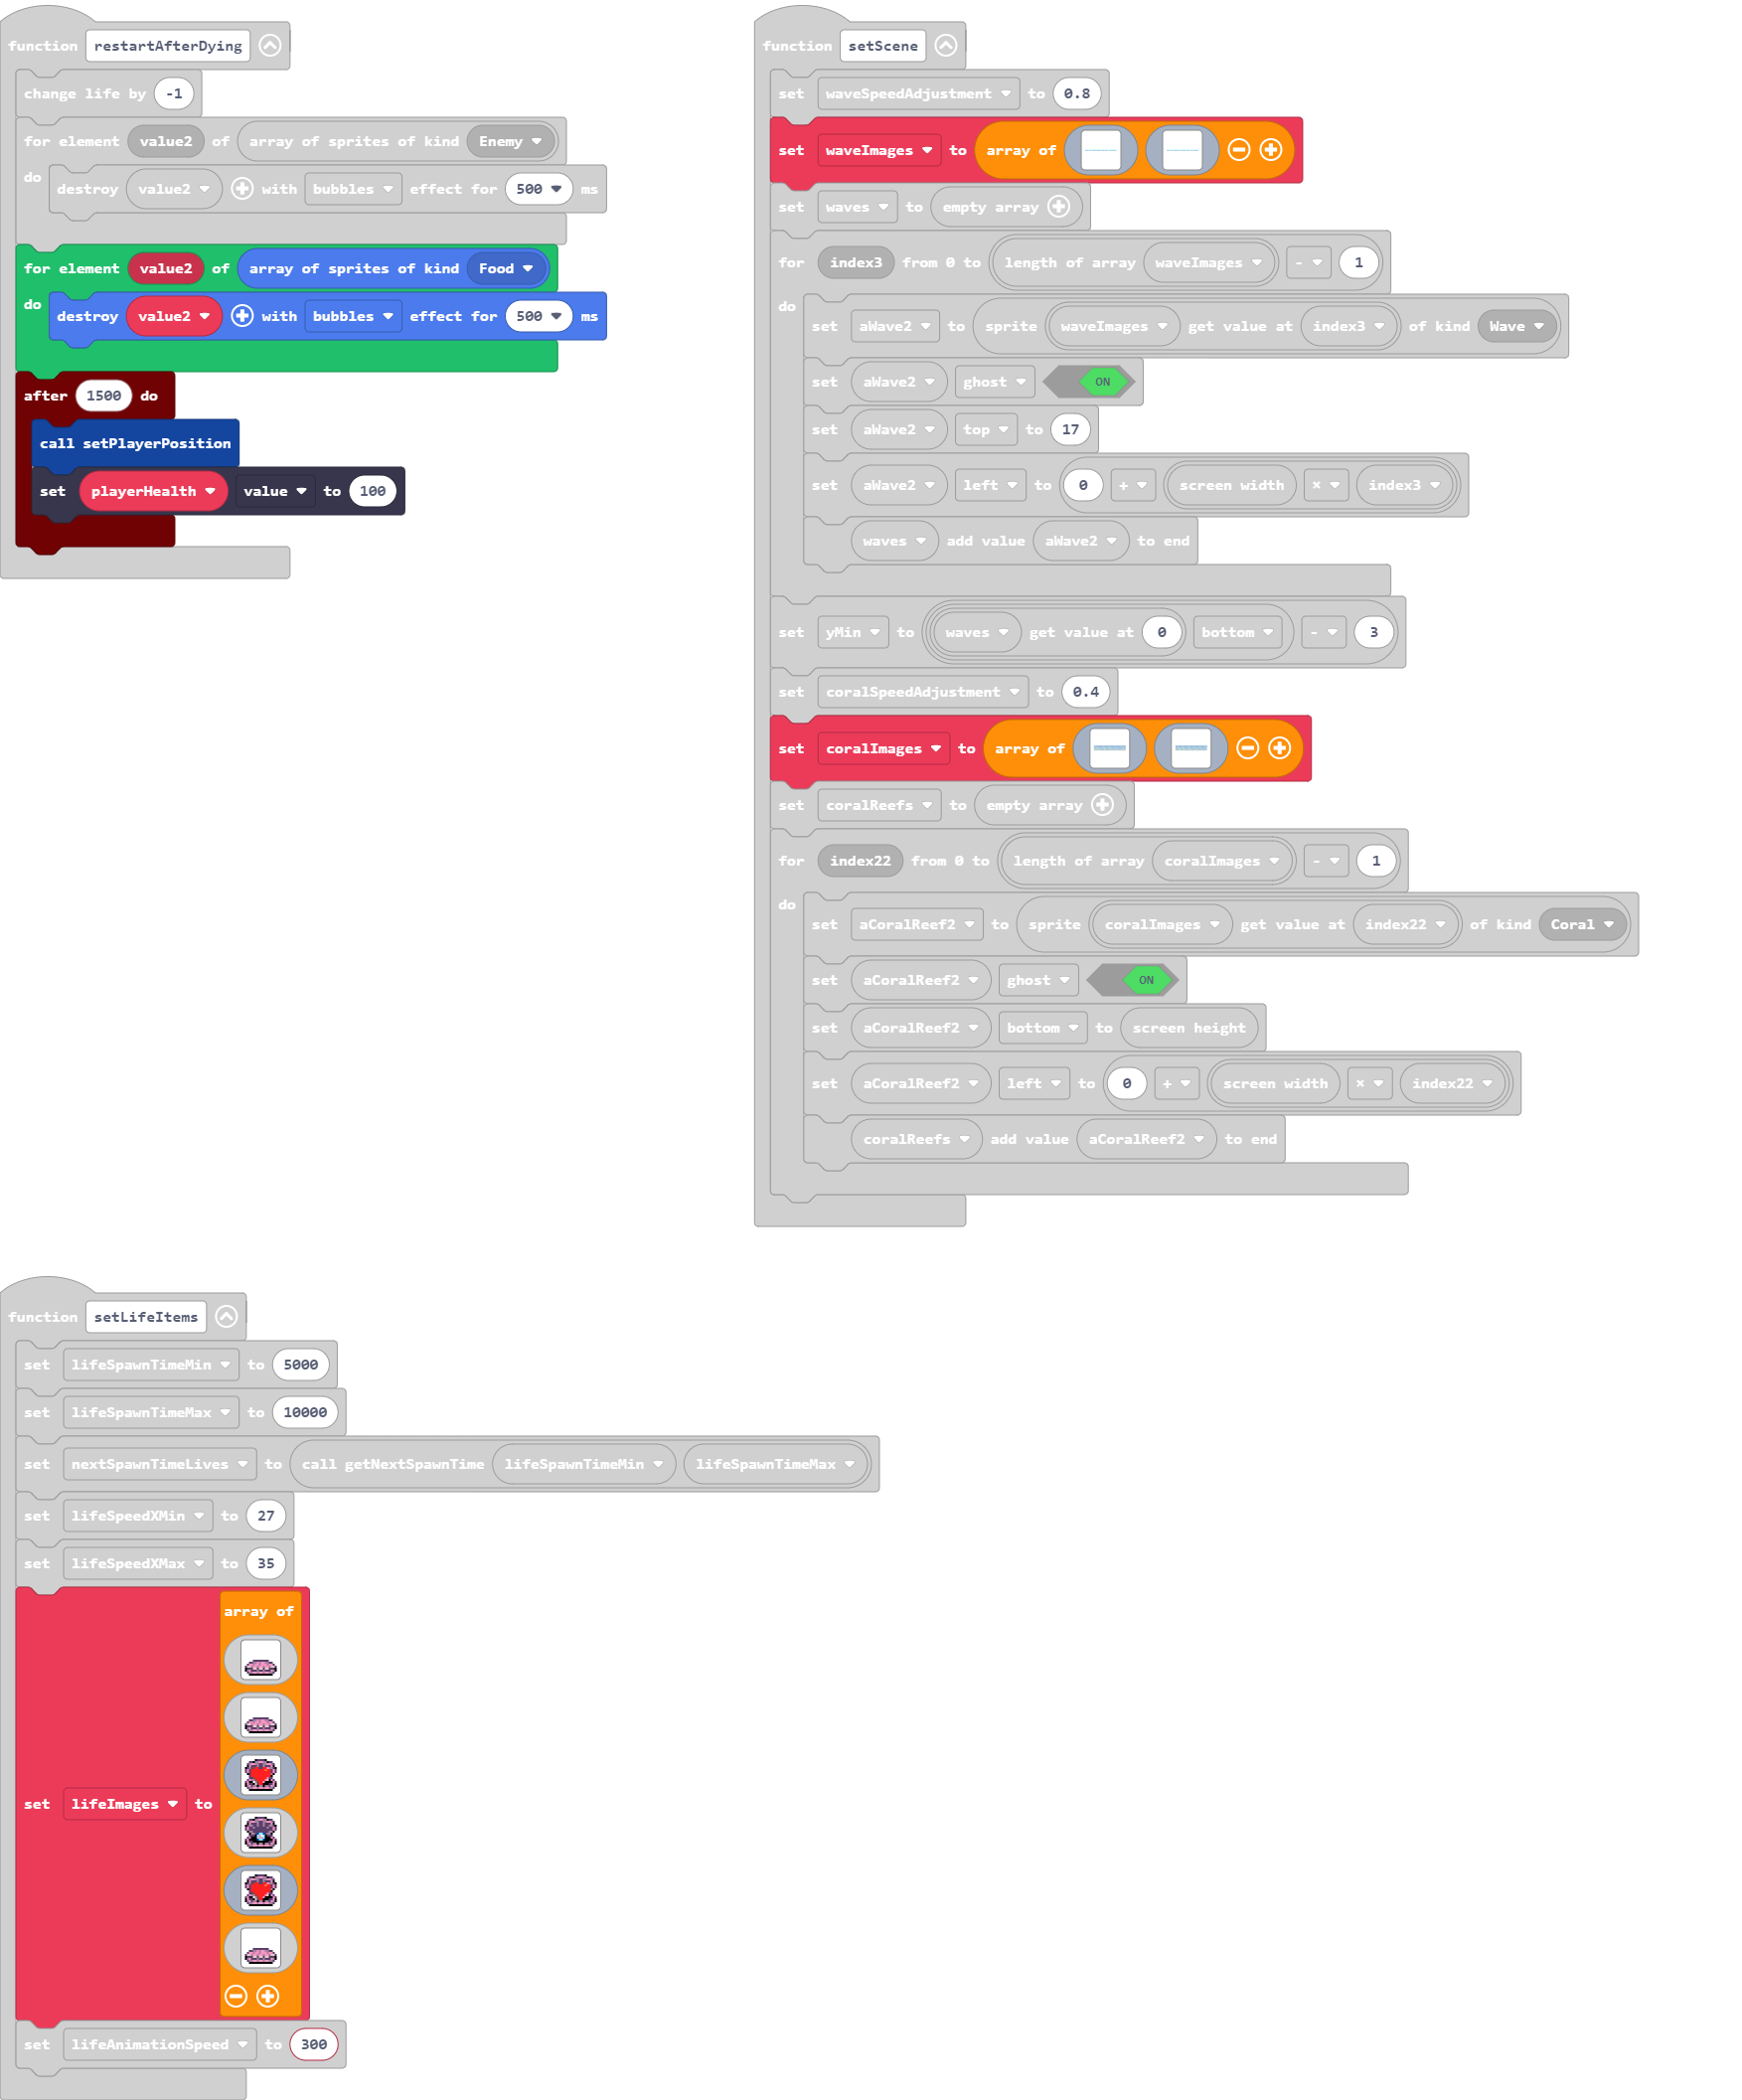 function restartAfterDying
change life by -1
for element value2 of array of sprites of kind Enemy
do
destroy value2 with bubbles effect for 500 ms
for element value2 of array of sprites of kind Food
do
destroy value2 with bubbles effect for 500 ms
after 1500 do
call setPlayerPosition
set playerHealth value to 100
function setScene
set waveSpeedAdjustment to 0.8
set waveImages to array of
set waves to empty array
for index3 from 0 to length of array waveImages - 1
do
set aWave2 to sprite waveImages get value at index3 of kind Wave
set aWave2 ghost ON
set aWave2 top to 17
set aWave2 left to 0 + screen width × index3
waves add value aWave2 to end
set yMin to waves get value at 0 bottom - 3
set coralSpeedAdjustment to 0.4
set coralImages to array of
set coralReefs to empty array
for index22 from 0 to length of array coralImages - 1
do
set aCoralReef2 to sprite coralImages get value at index22 of kind Coral
set aCoralReef2 ghost ON
set aCoralReef2 bottom to screen height
set aCoralReef2 left to 0 + screen width × index22
coralReefs add value aCoralReef2 to end
function setLifeItems
set lifeSpawnTimeMin to 5000
set lifeSpawnTimeMax to 10000
set nextSpawnTimeLives to call getNextSpawnTime lifeSpawnTimeMin lifeSpawnTimeMax
set lifeSpeedXMin to 27
set lifeSpeedXMax to 35
array of
set lifeImages to
set lifeAnimationSpeed to 300